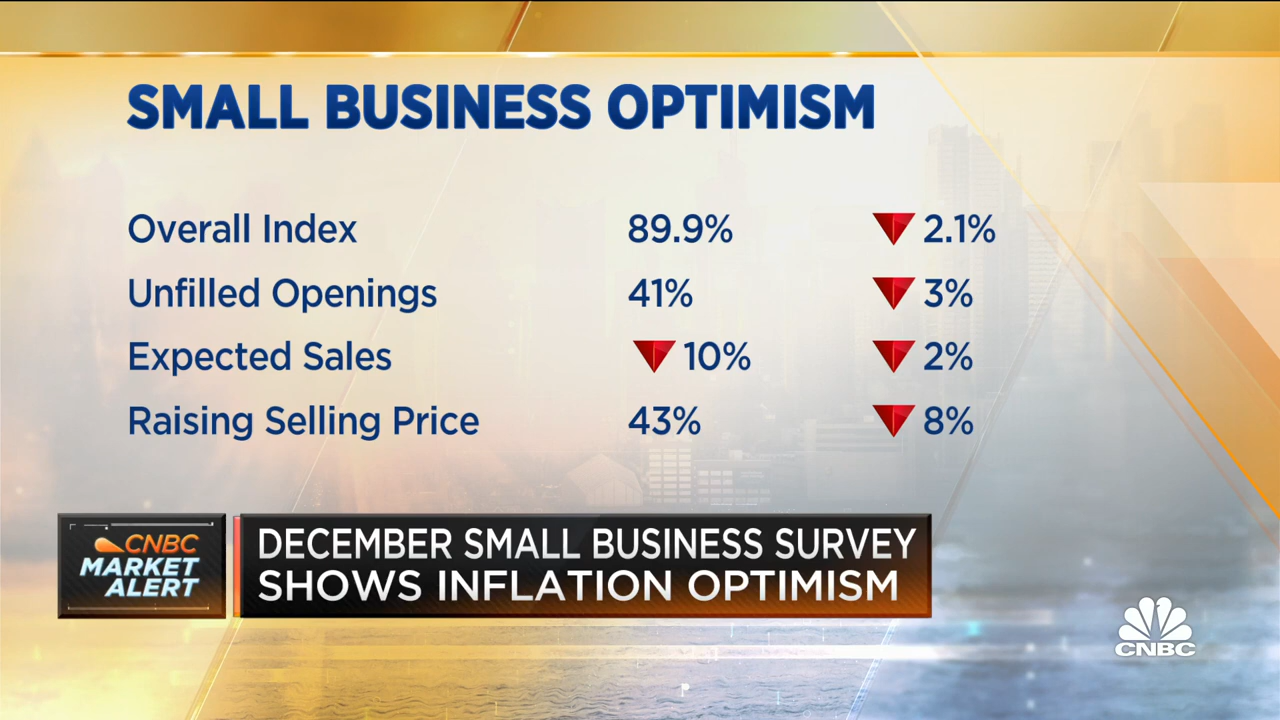 SMALL BUSINESS OPTIMISM
Overall Index 89.9% ▼ 2.1%
Unfilled Openings 41% ▼ 3%
Expected Sales ▼ 10% ▼ 2%
Raising Selling Price 43% ▼ 8%
CNBC
MARKET
ALERT
DECEMBER SMALL BUSINESS SURVEY
SHOWS INFLATION OPTIMISM
CNBC